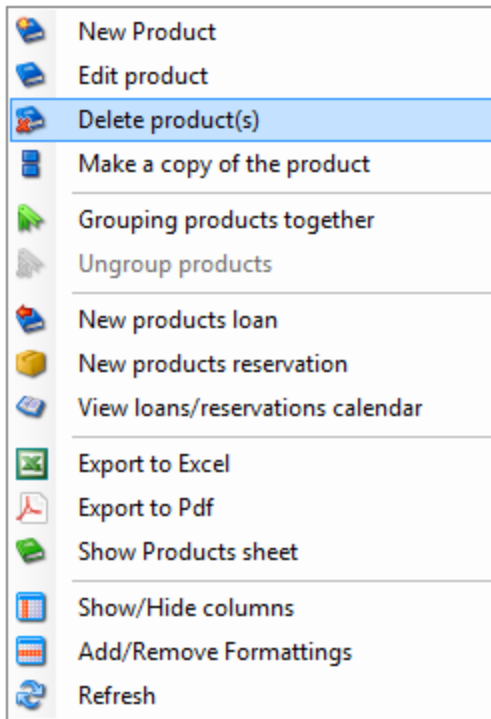 New Product
Edit product
Delete product(s)
Make a copy of the product
Grouping products together
Ungroup products
New products loan
New products reservation
View loans/reservations calendar
Export to Excel
Export to Pdf
Show Products sheet
Show/Hide columns
Add/Remove Formattings
Refresh